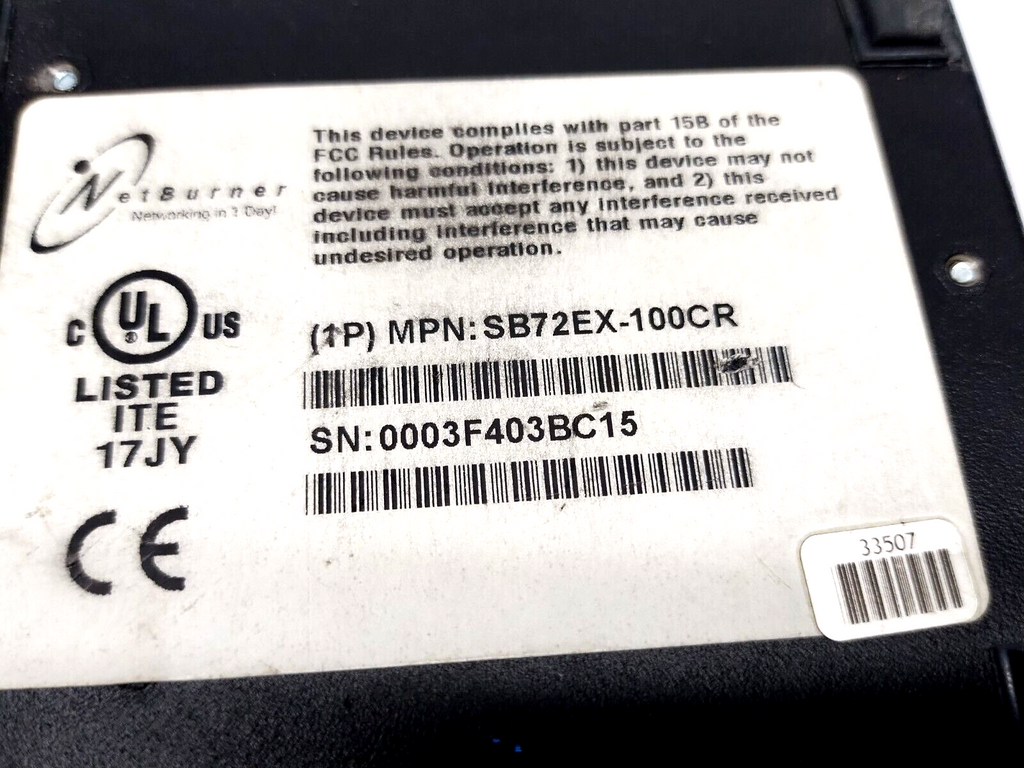 This device complies with part 15B of the
FCC Rules. Operation is subject to the
following conditions: 1) this device may not
cause harmful interference, and 2) this
device must accept any interference received
including interference that may cause
undesired operation.
NetBurner
Networking in 1 Day!
C UL® US
LISTED
ITE
17JY
CE
(↑P) MPN: SB72EX-100CR
SN: 0003F403BC15
33507